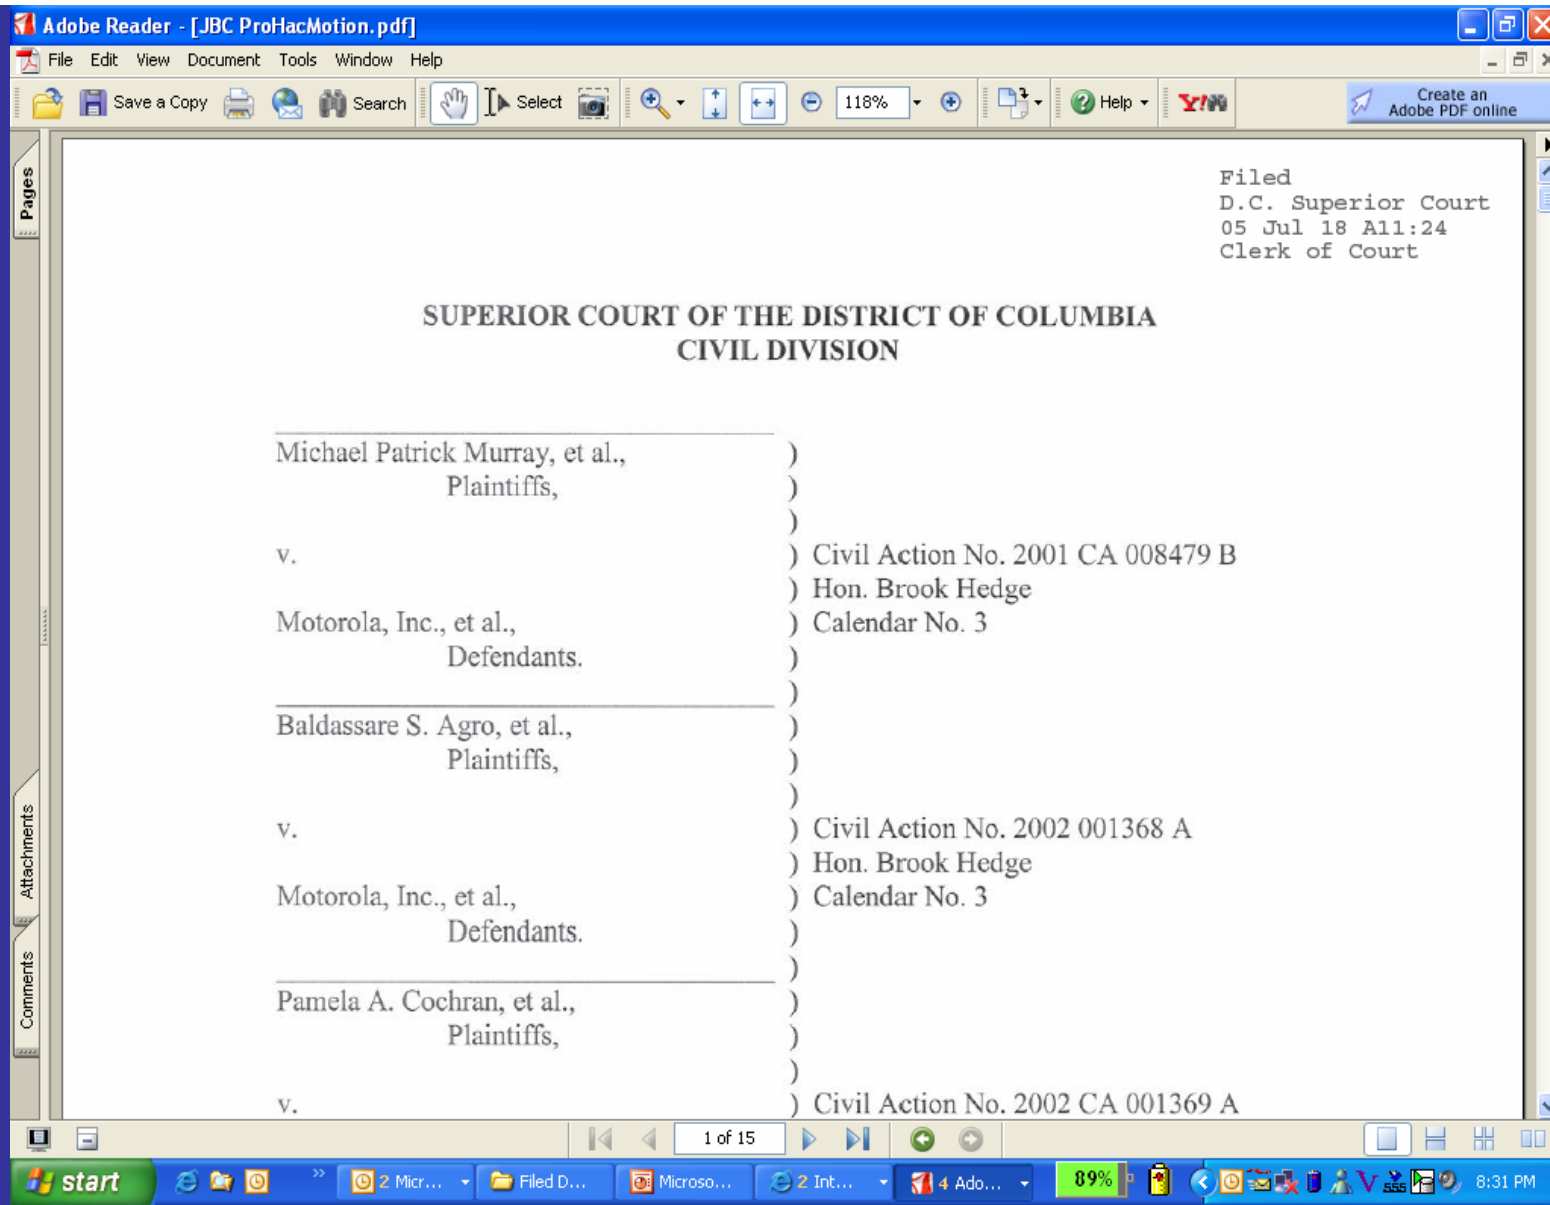 Adobe Reader - [JBC ProHacMotion.pdf]
File Edit View Document Tools Window Help
Save a Copy Search Select 118% Help Y! Create an
Adobe PDF online
Pages
Attachments
Comments
Filed
D.C. Superior Court
05 Jul 18 A11:24
Clerk of Court
SUPERIOR COURT OF THE DISTRICT OF COLUMBIA
CIVIL DIVISION
Michael Patrick Murray, et al., )
Plaintiffs, )
)
v. ) Civil Action No. 2001 CA 008479 B
) Hon. Brook Hedge
Motorola, Inc., et al., ) Calendar No. 3
Defendants. )
)
Baldassare S. Agro, et al., )
Plaintiffs, )
)
v. ) Civil Action No. 2002 001368 A
) Hon. Brook Hedge
Motorola, Inc., et al., ) Calendar No. 3
Defendants. )
)
Pamela A. Cochran, et al., )
Plaintiffs, )
)
v. ) Civil Action No. 2002 CA 001369 A
1 of 15
start » 2 Micr... Filed D... Microso... 2 Int... 4 Ado... 89% 8:31 PM